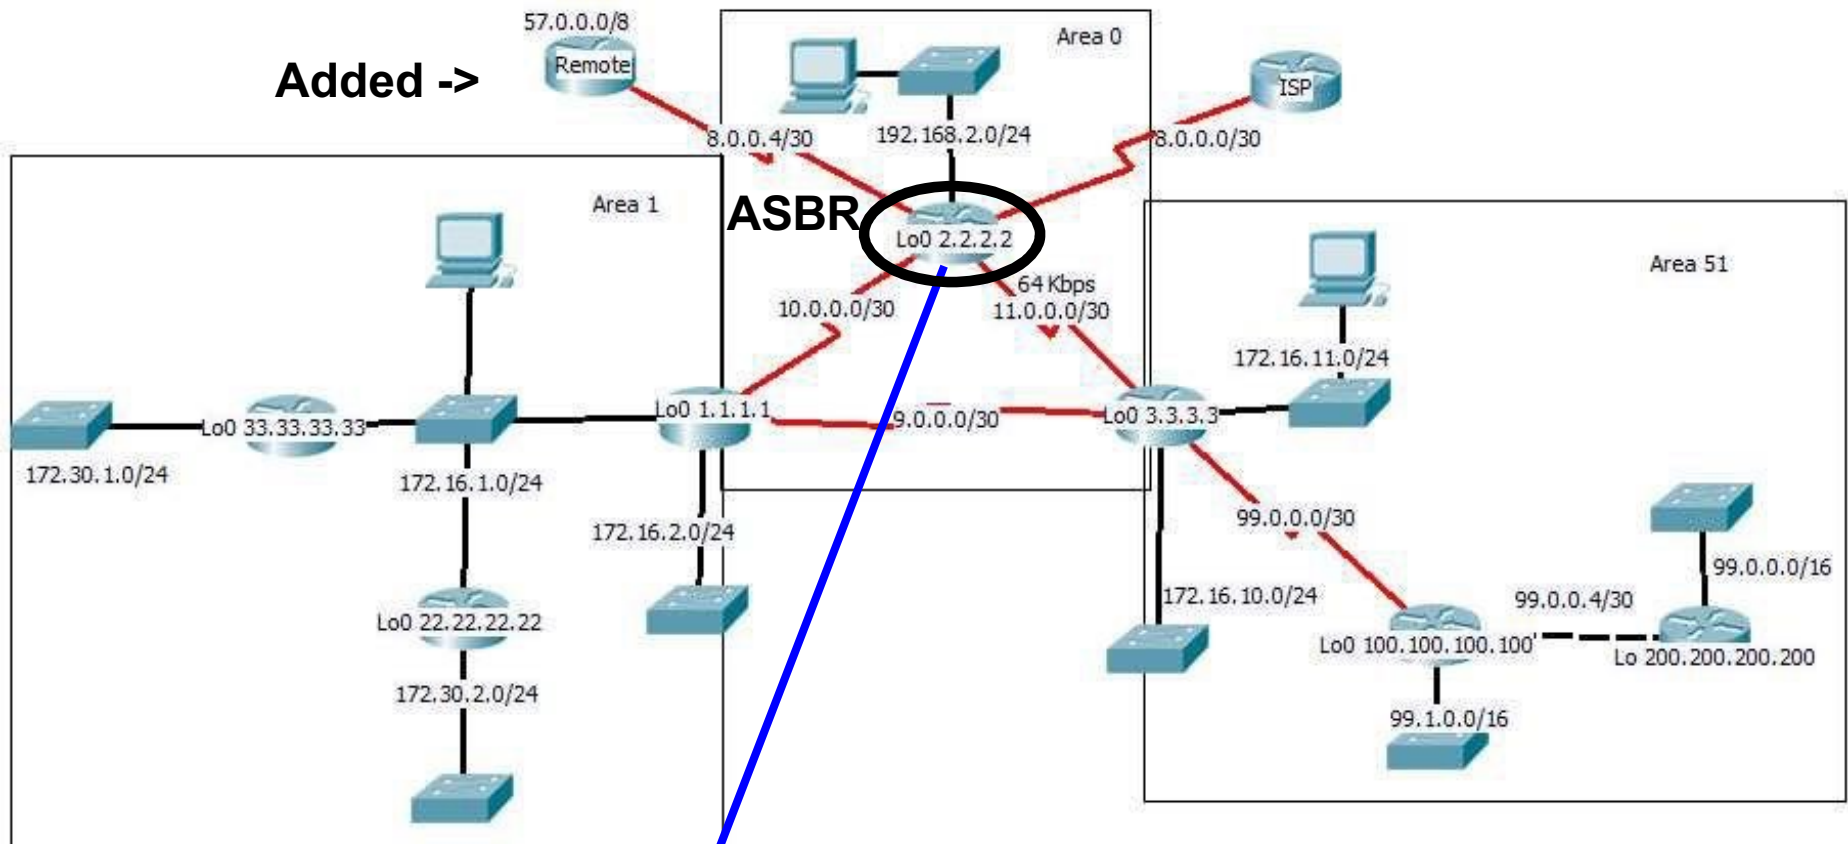 57.0.0.0/8
Remote
Added ->
Area 0
ISP
8.0.0.4/30
192.168.2.0/24
8.0.0.0/30
Area 1
ASBR
Lo0 2.2.2.2
Area 51
64 Kbps
10.0.0.0/30
11.0.0.0/30
172.16.11.0/24
Lo0 33.33.33.33
Lo0 1.1.1.1
9.0.0.0/30
Lo0 3.3.3.3
172.30.1.0/24
172.16.1.0/24
172.16.2.0/24
99.0.0.0/30
99.0.0.0/16
172.16.10.0/24
99.0.0.4/30
Lo0 22.22.22.22
Lo0 100.100.100.100
Lo 200.200.200.200
172.30.2.0/24
99.1.0.0/16